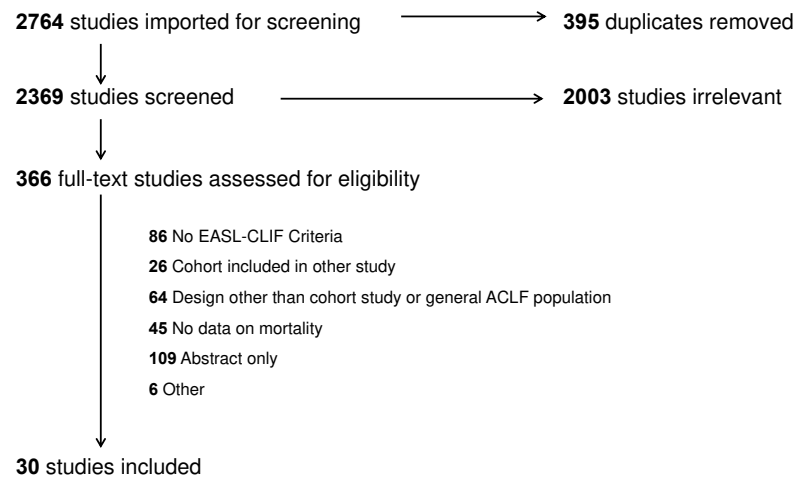 2764 studies imported for screening
395 duplicates removed
2369 studies screened
2003 studies irrelevant
366 full-text studies assessed for eligibility
86 No EASL-CLIF Criteria
26 Cohort included in other study
64 Design other than cohort study or general ACLF population
45 No data on mortality
109 Abstract only
6 Other
30 studies included